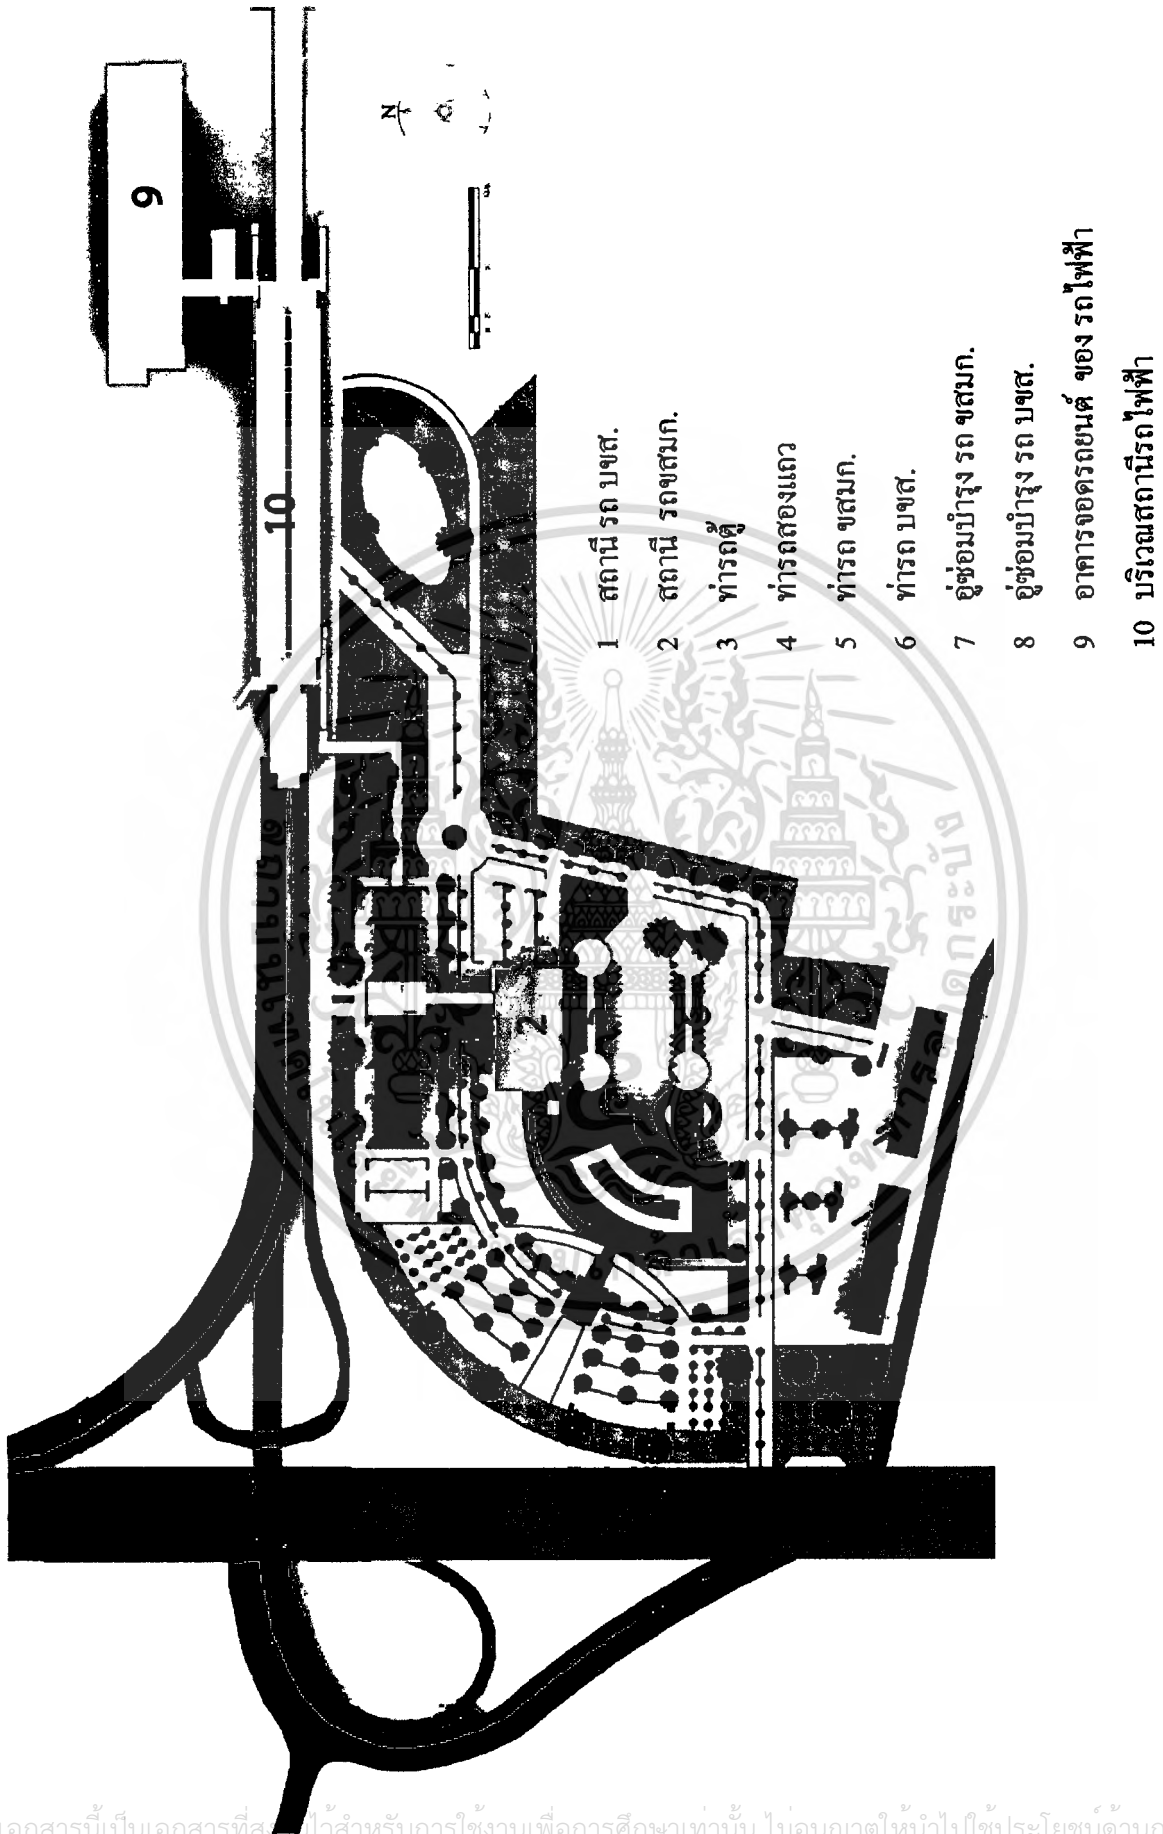 9
N
10
2
1 สถานี รถ บขส.
2 สถานี รถขสมก.
3 ท่ารถตู้
4 ท่ารถสองแถว
5 ท่ารถ ขสมก.
6 ท่ารถ บขส.
7 อู่ซ่อมบำรุง รถ ขสมก.
8 อู่ซ่อมบำรุง รถ บขส.
9 อาคารจอดรถยนต์ ของ รถไฟฟ้า
10 บริเวณสถานีรถไฟฟ้า